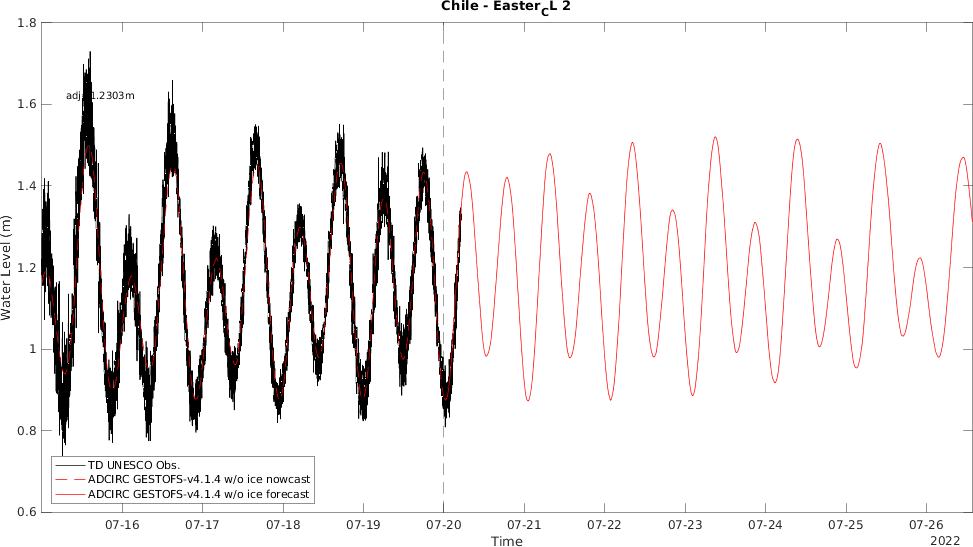 Chile - Easter_CL 2
1.8
1.6
1.4
1.2
1
0.8
0.6
Water Level (m)
adj 1.2303m
TD UNESCO Obs.
ADCIRC GESTOFS-v4.1.4 w/o ice nowcast
ADCIRC GESTOFS-v4.1.4 w/o ice forecast
07-16 07-17 07-18 07-19 07-20 07-21 07-22 07-23 07-24 07-25 07-26
Time
2022